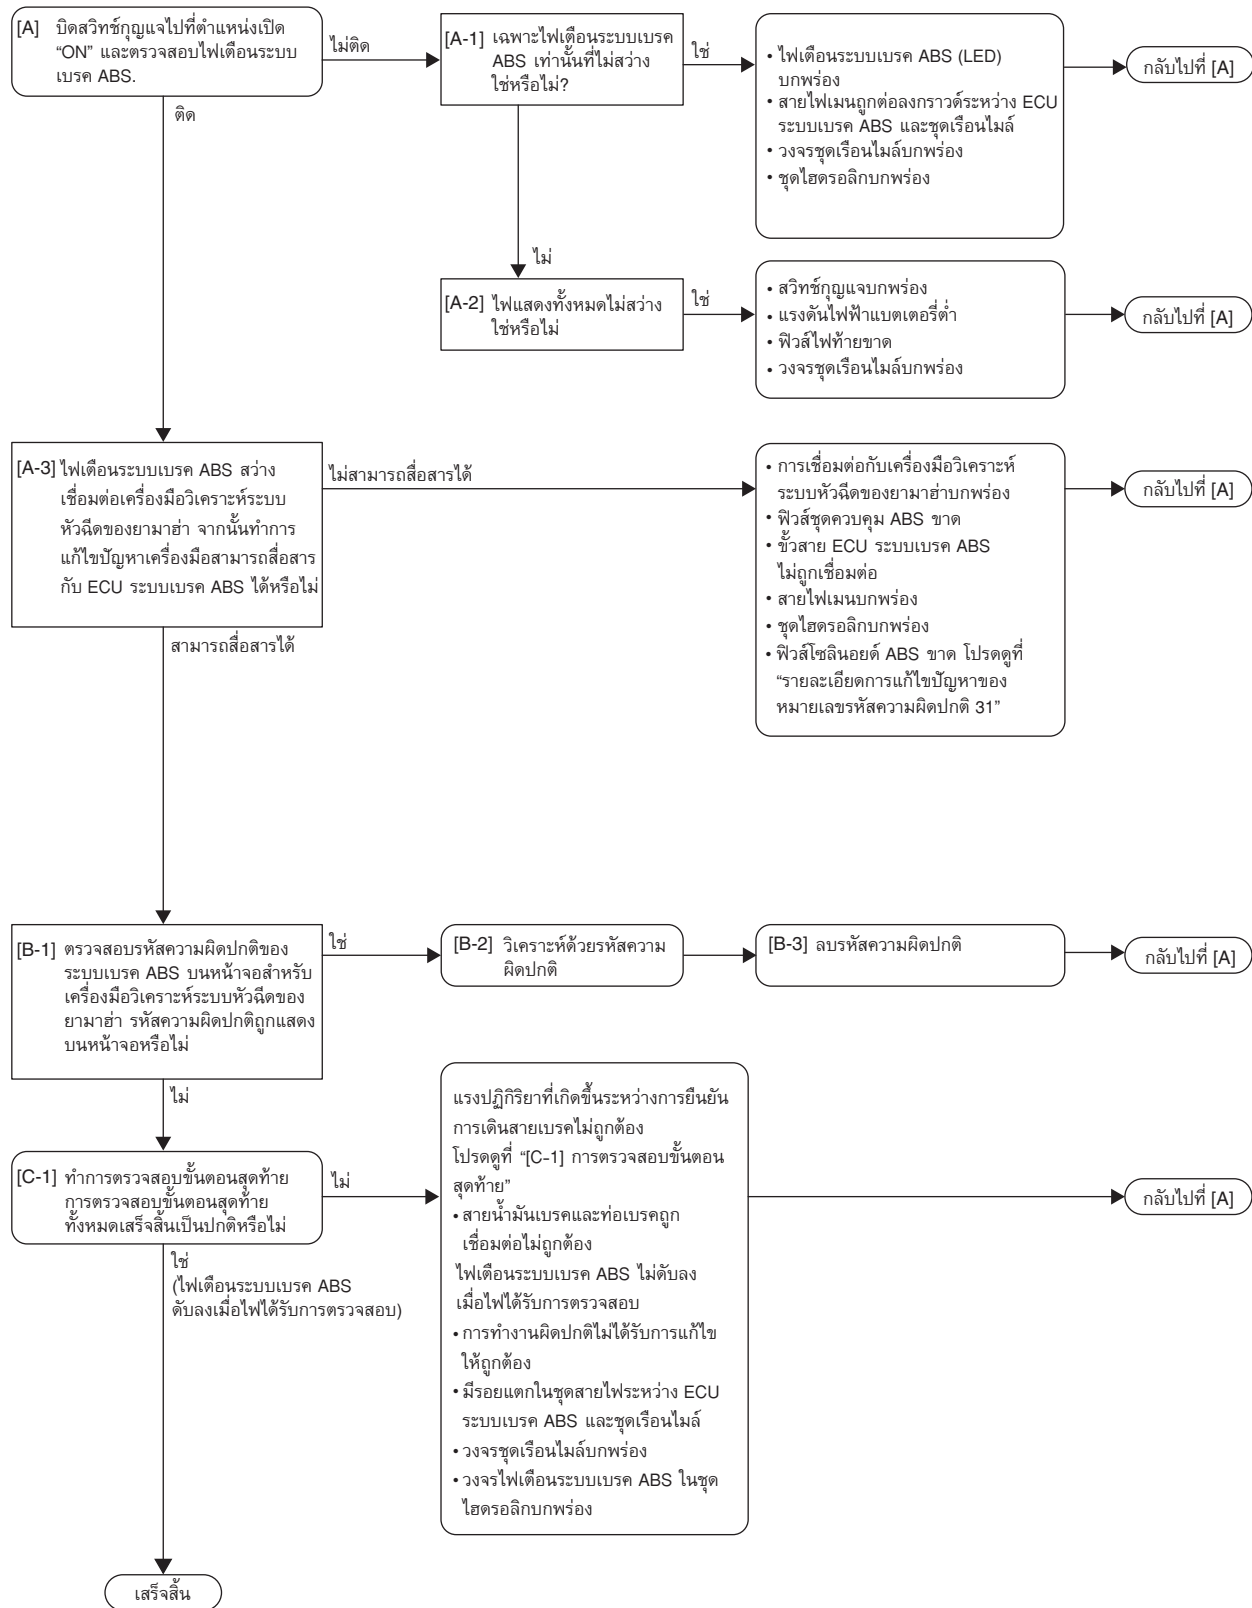 [A] บิดสวิทช์กุญแจไปที่ตำแหน่งเปิด
“ON” และตรวจสอบไฟเตือนระบบ
เบรค ABS.
ไม่ติด
ติด
[A-1] เฉพาะไฟเตือนระบบเบรค
ABS เท่านั้นที่ไม่สว่าง
ใช่หรือไม่?
ใช่
• ไฟเตือนระบบเบรค ABS (LED)
บกพร่อง
• สายไฟเมนถูกต่อลงกราวด์ระหว่าง ECU
ระบบเบรค ABS และชุดเรือนไมล์
• วงจรชุดเรือนไมล์บกพร่อง
• ชุดไฮดรอลิกบกพร่อง
กลับไปที่ [A]
ไม่
[A-2] ไฟแสดงทั้งหมดไม่สว่าง
ใช่หรือไม่
ใช่
• สวิทช์กุญแจบกพร่อง
• แรงดันไฟฟ้าแบตเตอรี่ต่ำ
• ฟิวส์ไฟท้ายขาด
• วงจรชุดเรือนไมล์บกพร่อง
กลับไปที่ [A]
[A-3] ไฟเตือนระบบเบรค ABS สว่าง
เชื่อมต่อเครื่องมือวิเคราะห์ระบบ
หัวฉีดของยามาฮ่า จากนั้นทำการ
แก้ไขปัญหาเครื่องมือสามารถสื่อสาร
กับ ECU ระบบเบรค ABS ได้หรือไม่
ไม่สามารถสื่อสารได้
• การเชื่อมต่อกับเครื่องมือวิเคราะห์
ระบบหัวฉีดของยามาฮ่าบกพร่อง
• ฟิวส์ชุดควบคุม ABS ขาด
• ขั้วสาย ECU ระบบเบรค ABS
ไม่ถูกเชื่อมต่อ
• สายไฟเมนบกพร่อง
• ชุดไฮดรอลิกบกพร่อง
• ฟิวส์โซลินอยด์ ABS ขาด โปรดดูที่
“รายละเอียดการแก้ไขปัญหาของ
หมายเลขรหัสความผิดปกติ 31”
กลับไปที่ [A]
สามารถสื่อสารได้
[B-1] ตรวจสอบรหัสความผิดปกติของ
ระบบเบรค ABS บนหน้าจอสำหรับ
เครื่องมือวิเคราะห์ระบบหัวฉีดของ
ยามาฮ่า รหัสความผิดปกติถูกแสดง
บนหน้าจอหรือไม่
ใช่
[B-2] วิเคราะห์ด้วยรหัสความ
ผิดปกติ
[B-3] ลบรหัสความผิดปกติ
กลับไปที่ [A]
ไม่
[C-1] ทำการตรวจสอบขั้นตอนสุดท้าย
การตรวจสอบขั้นตอนสุดท้าย
ทั้งหมดเสร็จสิ้นเป็นปกติหรือไม่
ไม่
แรงปฏิกิริยาที่เกิดขึ้นระหว่างการยืนยัน
การเดินสายเบรคไม่ถูกต้อง
โปรดดูที่ “[C-1] การตรวจสอบขั้นตอน
สุดท้าย”
• สายน้ำมันเบรคและท่อเบรคถูก
เชื่อมต่อไม่ถูกต้อง
ไฟเตือนระบบเบรค ABS ไม่ดับลง
เมื่อไฟได้รับการตรวจสอบ
• การทำงานผิดปกติไม่ได้รับการแก้ไข
ให้ถูกต้อง
• มีรอยแตกในชุดสายไฟระหว่าง ECU
ระบบเบรค ABS และชุดเรือนไมล์
• วงจรชุดเรือนไมล์บกพร่อง
• วงจรไฟเตือนระบบเบรค ABS ในชุด
ไฮดรอลิกบกพร่อง
กลับไปที่ [A]
ใช่
(ไฟเตือนระบบเบรค ABS
ดับลงเมื่อไฟได้รับการตรวจสอบ)
เสร็จสิ้น